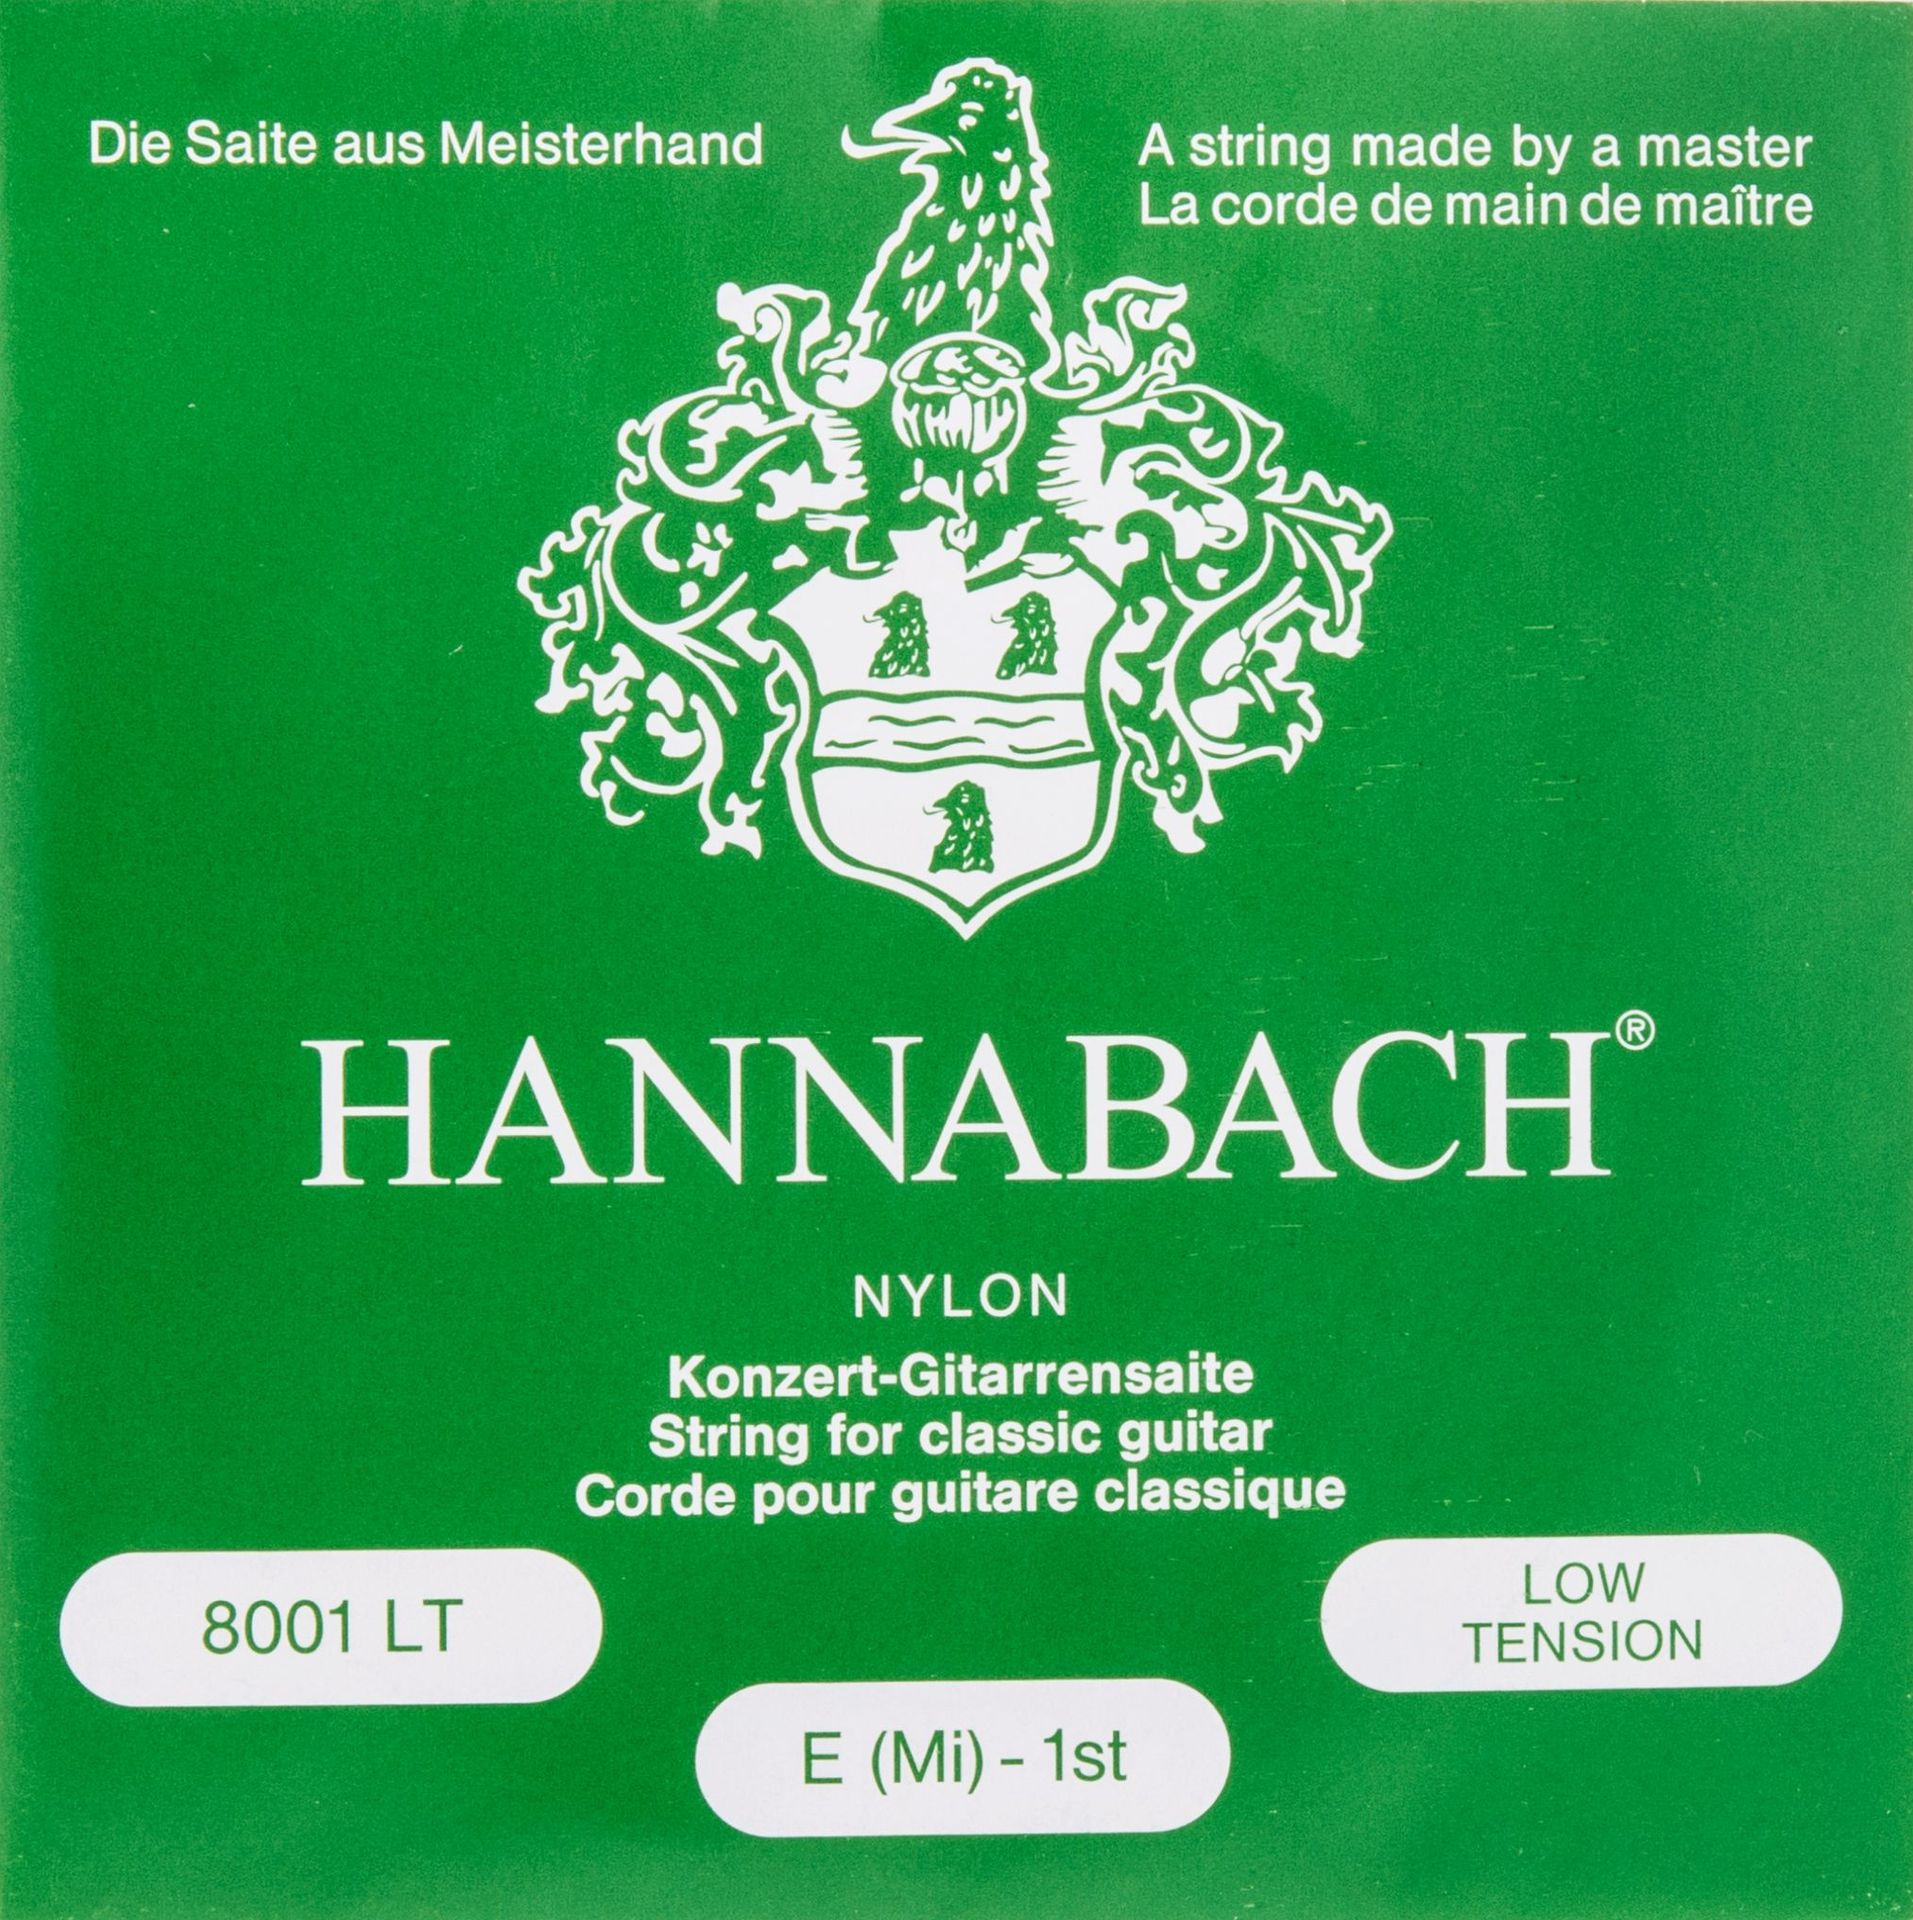 Die Saite aus Meisterhand
A string made by a master
La corde de main de maître
HANNABACH®
NYLON
Konzert-Gitarrensaite
String for classic guitar
Corde pour guitare classique
8001 LT
LOW
TENSION
E (Mi) - 1st